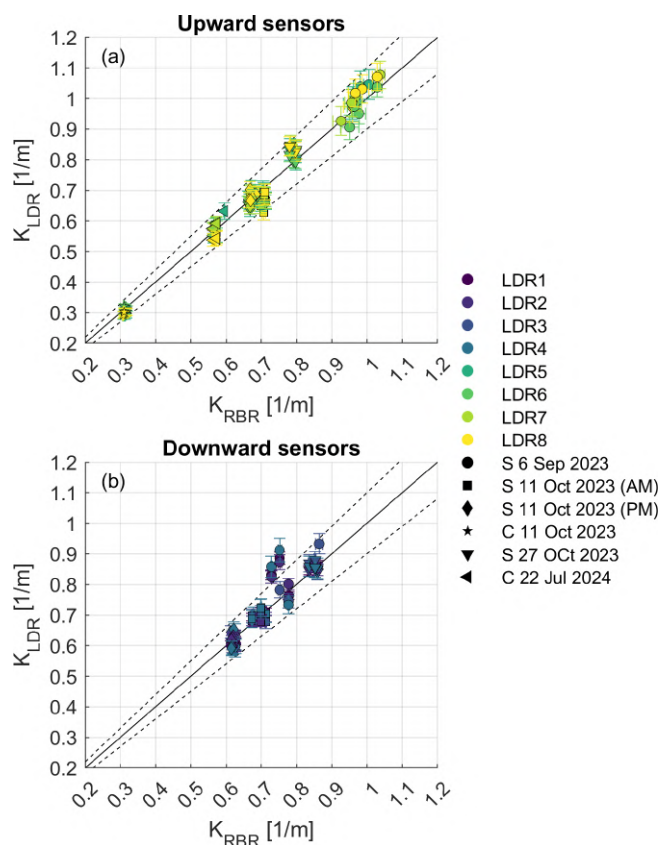 Upward sensors
(a)
1.2
1.1
1
0.9
0.8
0.7
0.6
0.5
0.4
0.3
0.2
K_LDR [1/m]
0.2 0.3 0.4 0.5 0.6 0.7 0.8 0.9 1 1.1 1.2
K_RBR [1/m]
Downward sensors
(b)
1.2
1.1
1
0.9
0.8
0.7
0.6
0.5
0.4
0.3
0.2
K_LDR [1/m]
0.2 0.3 0.4 0.5 0.6 0.7 0.8 0.9 1 1.1 1.2
K_RBR [1/m]
LDR1
LDR2
LDR3
LDR4
LDR5
LDR6
LDR7
LDR8
S 6 Sep 2023
S 11 Oct 2023 (AM)
S 11 Oct 2023 (PM)
C 11 Oct 2023
S 27 OCt 2023
C 22 Jul 2024